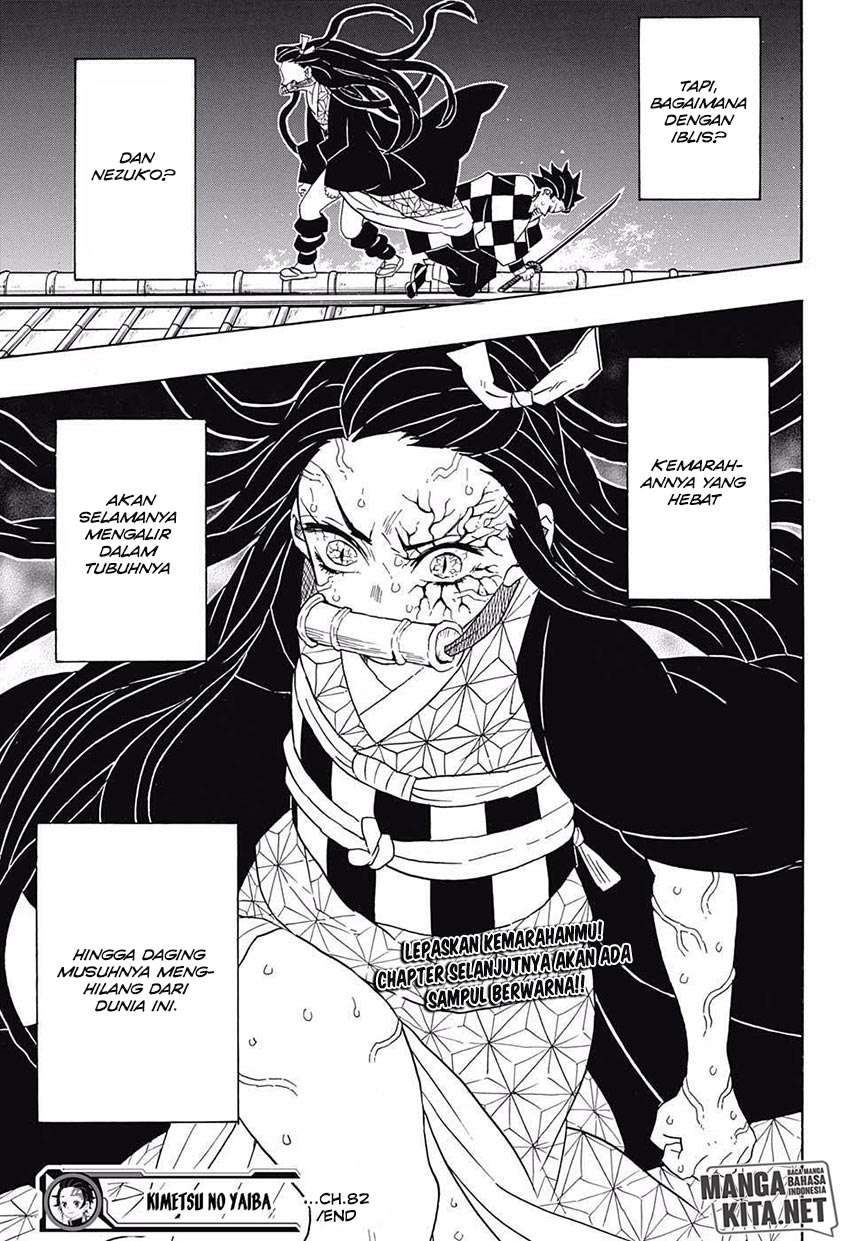 TAPI,
BAGAIMANA
DENGAN
IBLIS?
DAN
NEZUKO?
KEMARAH-
ANNYA YANG
HEBAT
AKAN
SELAMANYA
MENGALIR
DALAM
TUBUHNYA
HINGGA DAGING
MUSUHNYA MENG-
HILANG DARI
DUNIA INI.
LEPASKAN KEMARAHANMU!
CHAPTER SELANJUTNYA AKAN ADA
SAMPUL BERWARNA!!
KIMETSU NO YAIBA
...CH.82
/END
MANGA
BACA MANGA
BAHASA
INDONESIA
KITA.NET